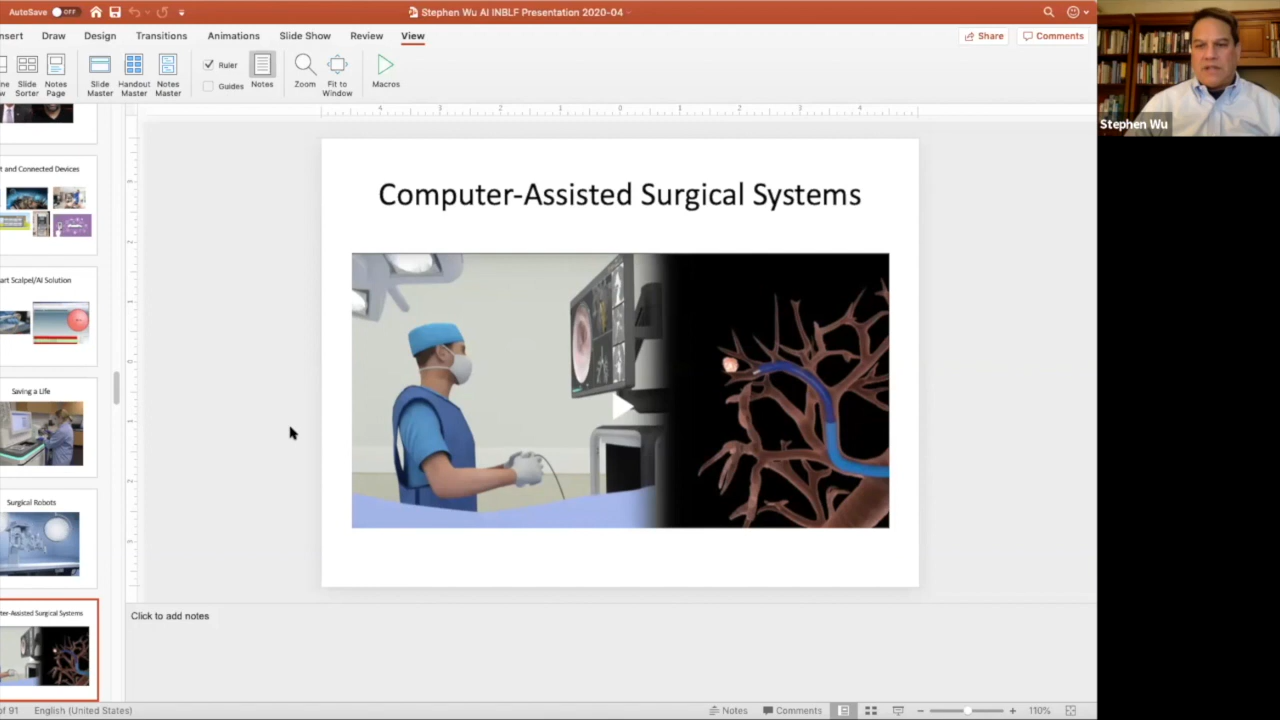 AutoSave OFF
Stephen Wu AI INBLF Presentation 2020-04
nsert Draw Design Transitions Animations Slide Show Review View
Share Comments
Slide Sorter
Notes Page
Slide Master
Handout Master
Notes Master
Ruler
Guides
Notes
Zoom
Fit to Window
Macros
Stephen Wu
t and Connected Devices
art Scalpel/AI Solution
Saving a Life
Surgical Robots
ter-Assisted Surgical Systems
Computer-Assisted Surgical Systems
Click to add notes
of 91 English (United States)
Notes Comments 110%